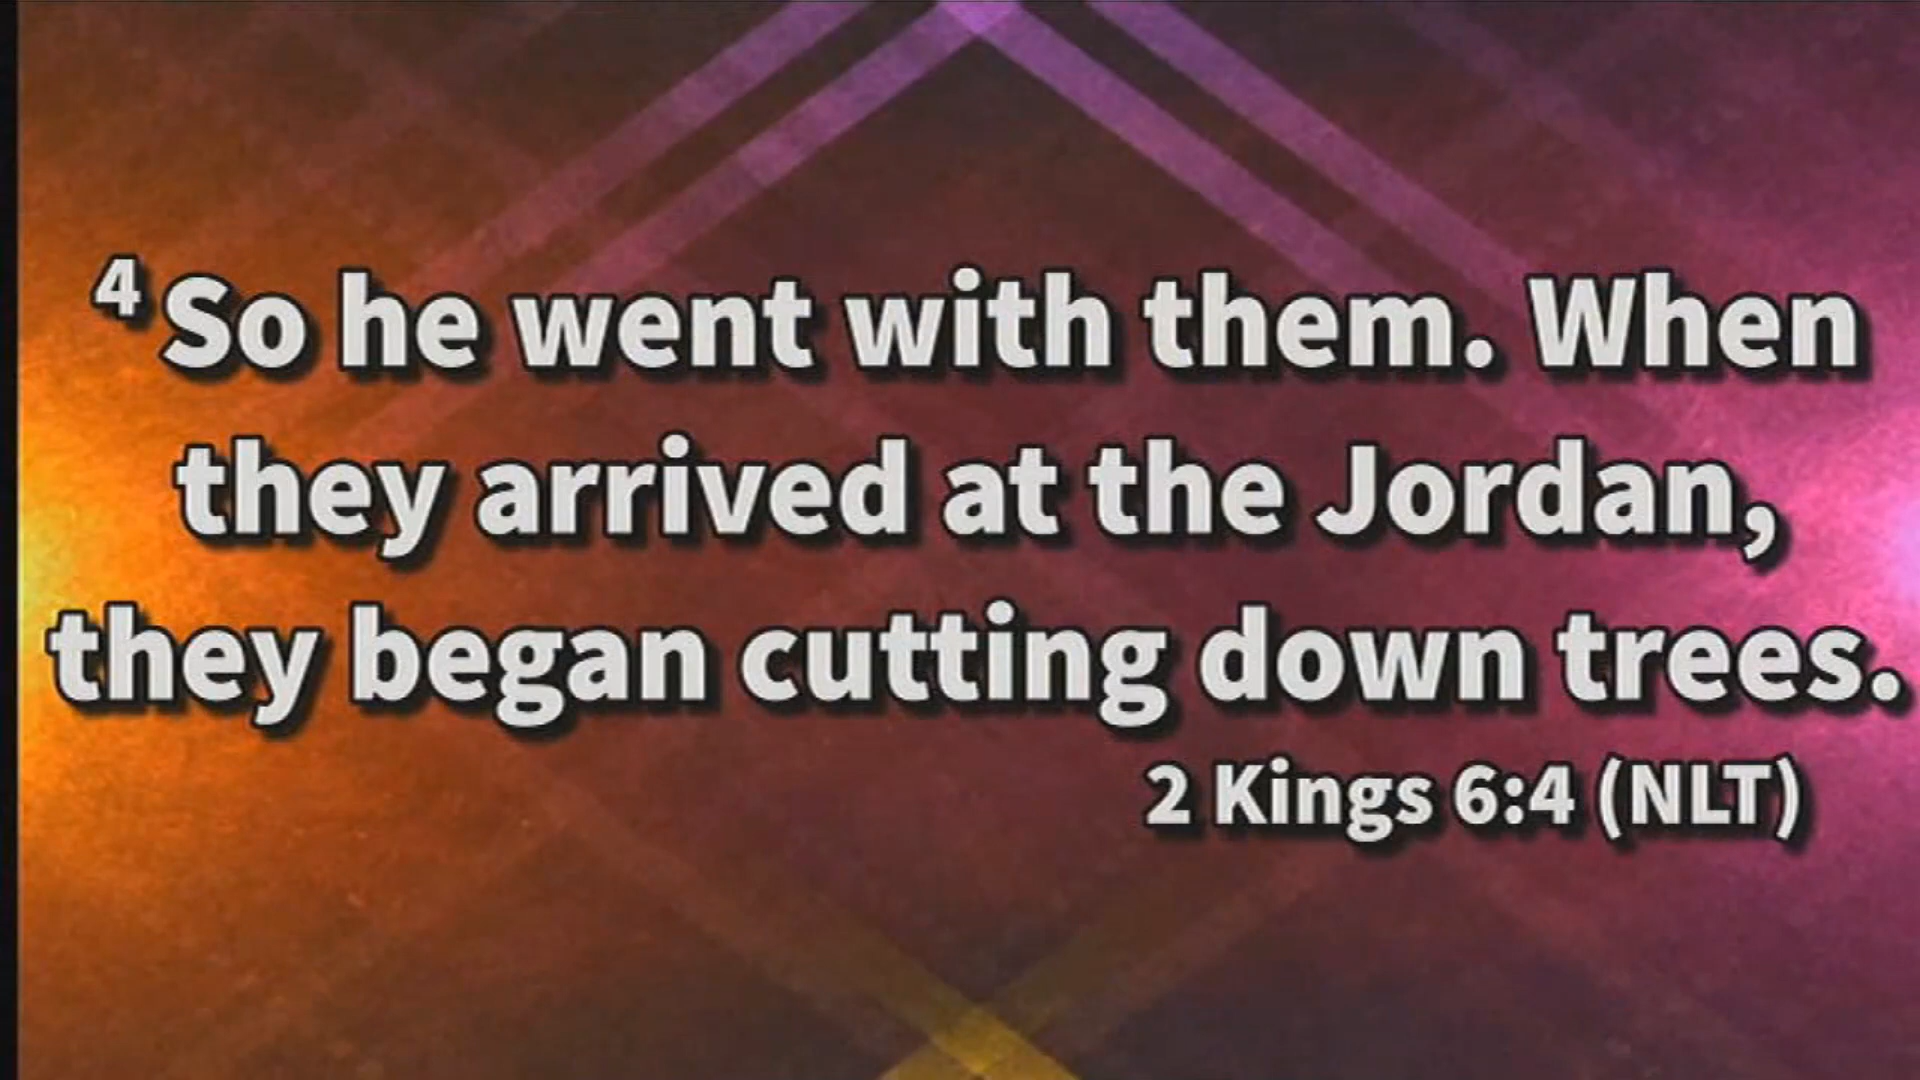 4 So he went with them. When
they arrived at the Jordan,
they began cutting down trees.
2 Kings 6:4 (NLT)